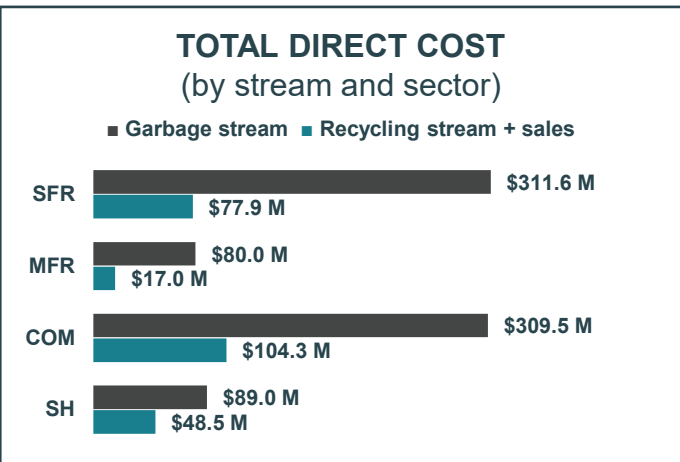 TOTAL DIRECT COST
(by stream and sector)
Garbage stream Recycling stream + sales
SFR
$311.6 M
$77.9 M
MFR
$80.0 M
$17.0 M
COM
$309.5 M
$104.3 M
SH
$89.0 M
$48.5 M